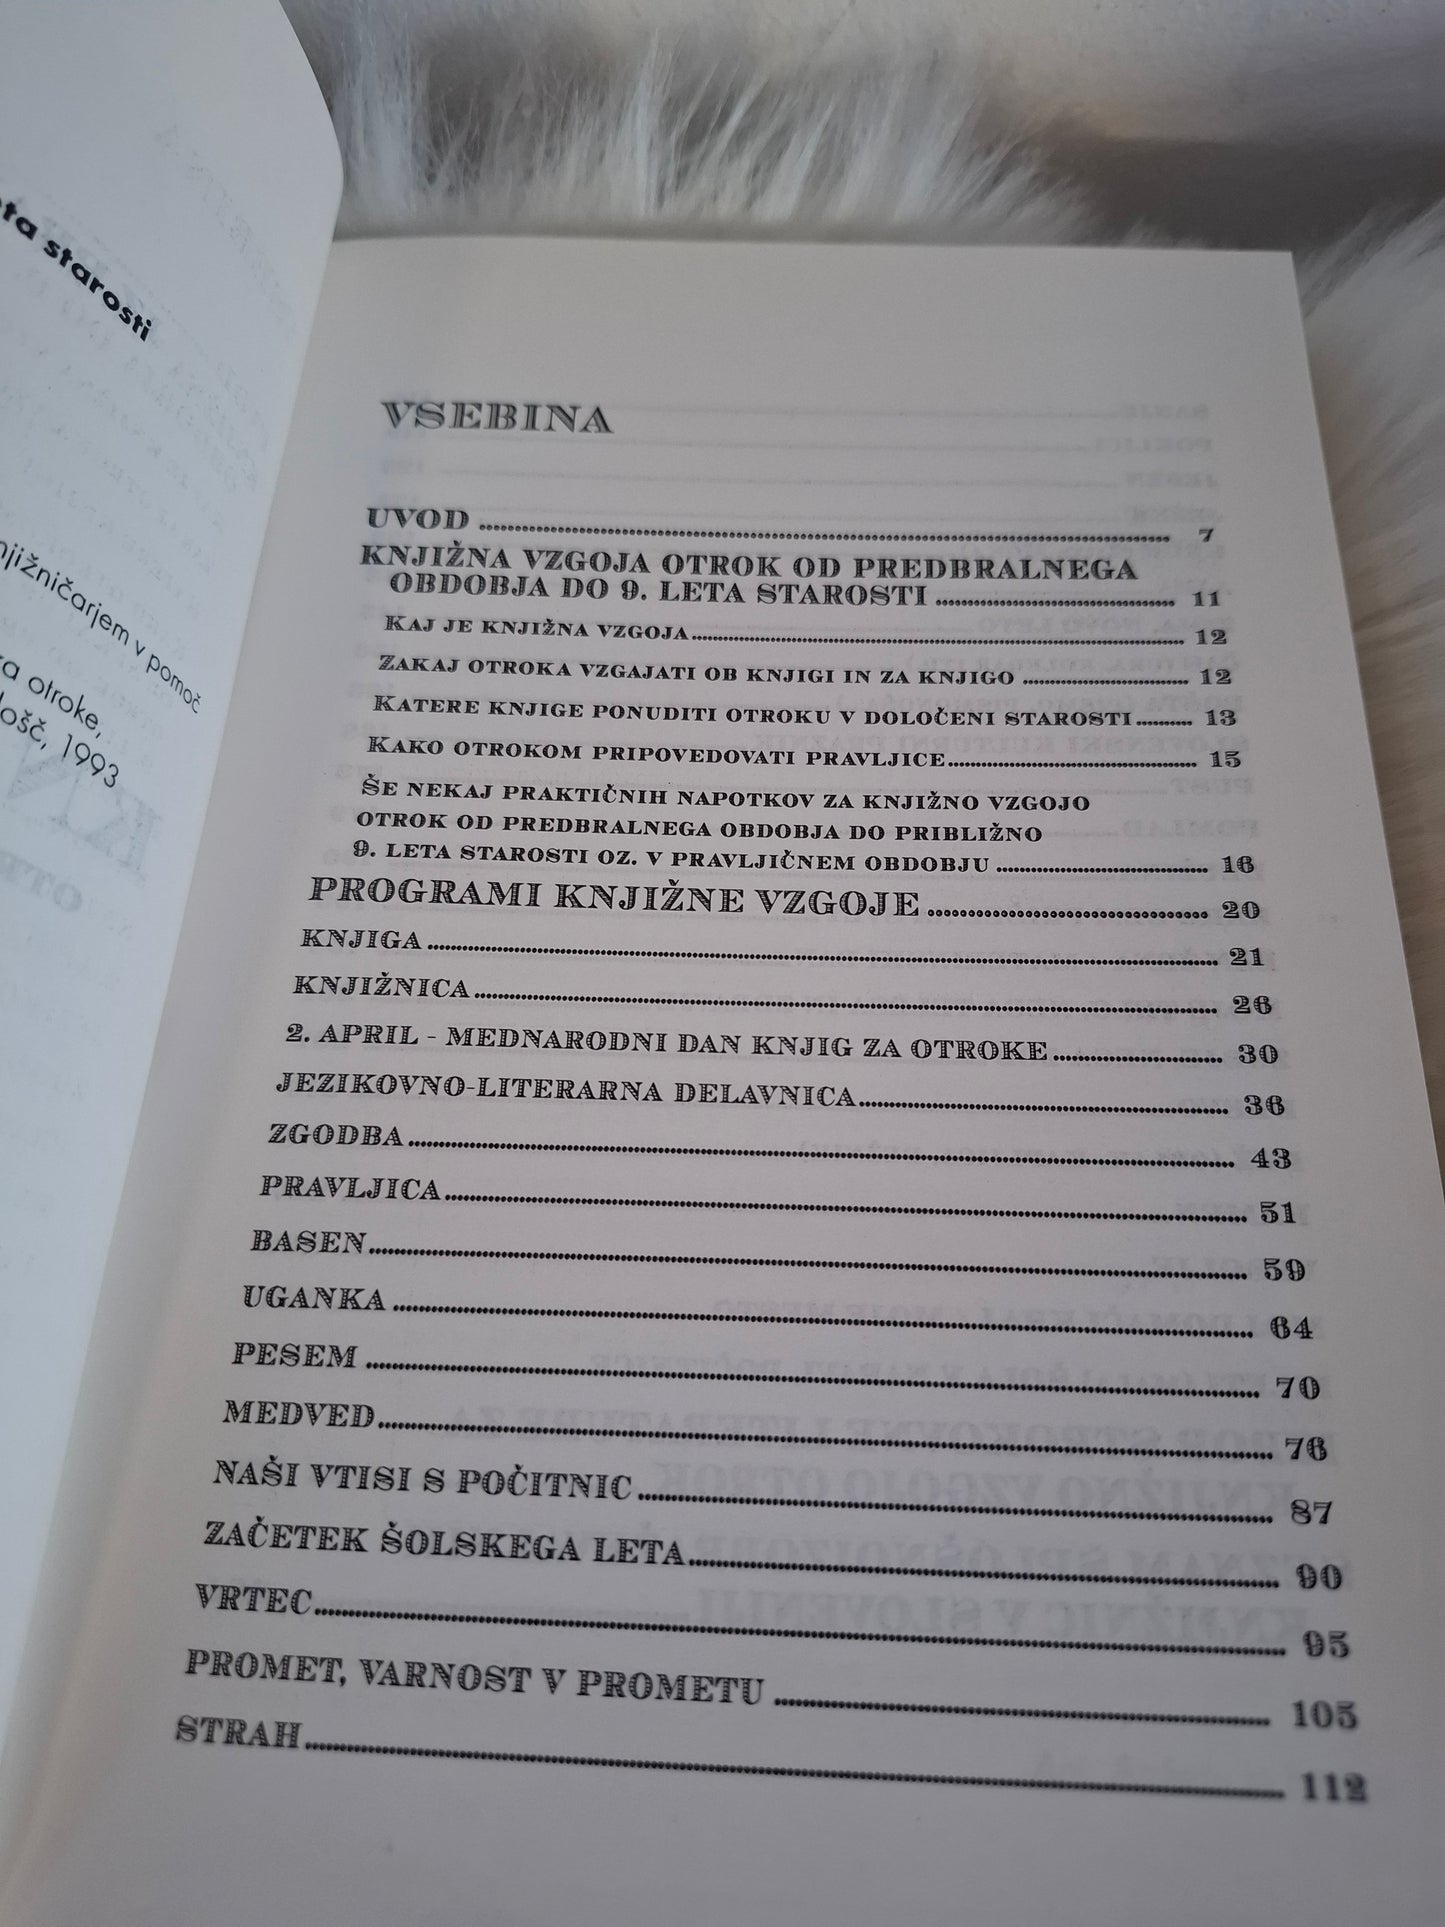 starosti
v pomoč
otroke,
1993
VSEBINA
UVOD ........ 7
KNJIŽNA VZGOJA OTROK OD PREDBRALNEGA
OBDOBJA DO 9. LETA STAROSTI ........ 11
KAJ JE KNJIŽNA VZGOJA ........ 12
ZAKAJ OTROKA VZGAJATI OB KNJIGI IN ZA KNJIGO ........ 12
KATERE KNJIGE PONUDITI OTROKU V DOLOČENI STAROSTI ........ 13
KAKO OTROKOM PRIPOVEDOVATI PRAVLJICE ........ 15
ŠE NEKAJ PRAKTIČNIH NAPOTKOV ZA KNJIŽNO VZGOJO
OTROK OD PREDBRALNEGA OBDOBJA DO PRIBLIŽNO
9. LETA STAROSTI OZ. V PRAVLJIČNEM OBDOBJU ........ 16
PROGRAMI KNJIŽNE VZGOJE ........ 20
KNJIGA ........ 21
KNJIŽNICA ........ 26
2. APRIL - MEDNARODNI DAN KNJIG ZA OTROKE ........ 30
JEZIKOVNO-LITERARNA DELAVNICA ........ 36
ZGODBA ........ 43
PRAVLJICA ........ 51
BASEN ........ 59
UGANKA ........ 64
PESEM ........ 70
MEDVED ........ 76
NAŠI VTISI S POČITNIC ........ 87
ZAČETEK ŠOLSKEGA LETA ........ 90
VRTEC ........ 95
PROMET, VARNOST V PROMETU ........ 105
STRAH ........ 112